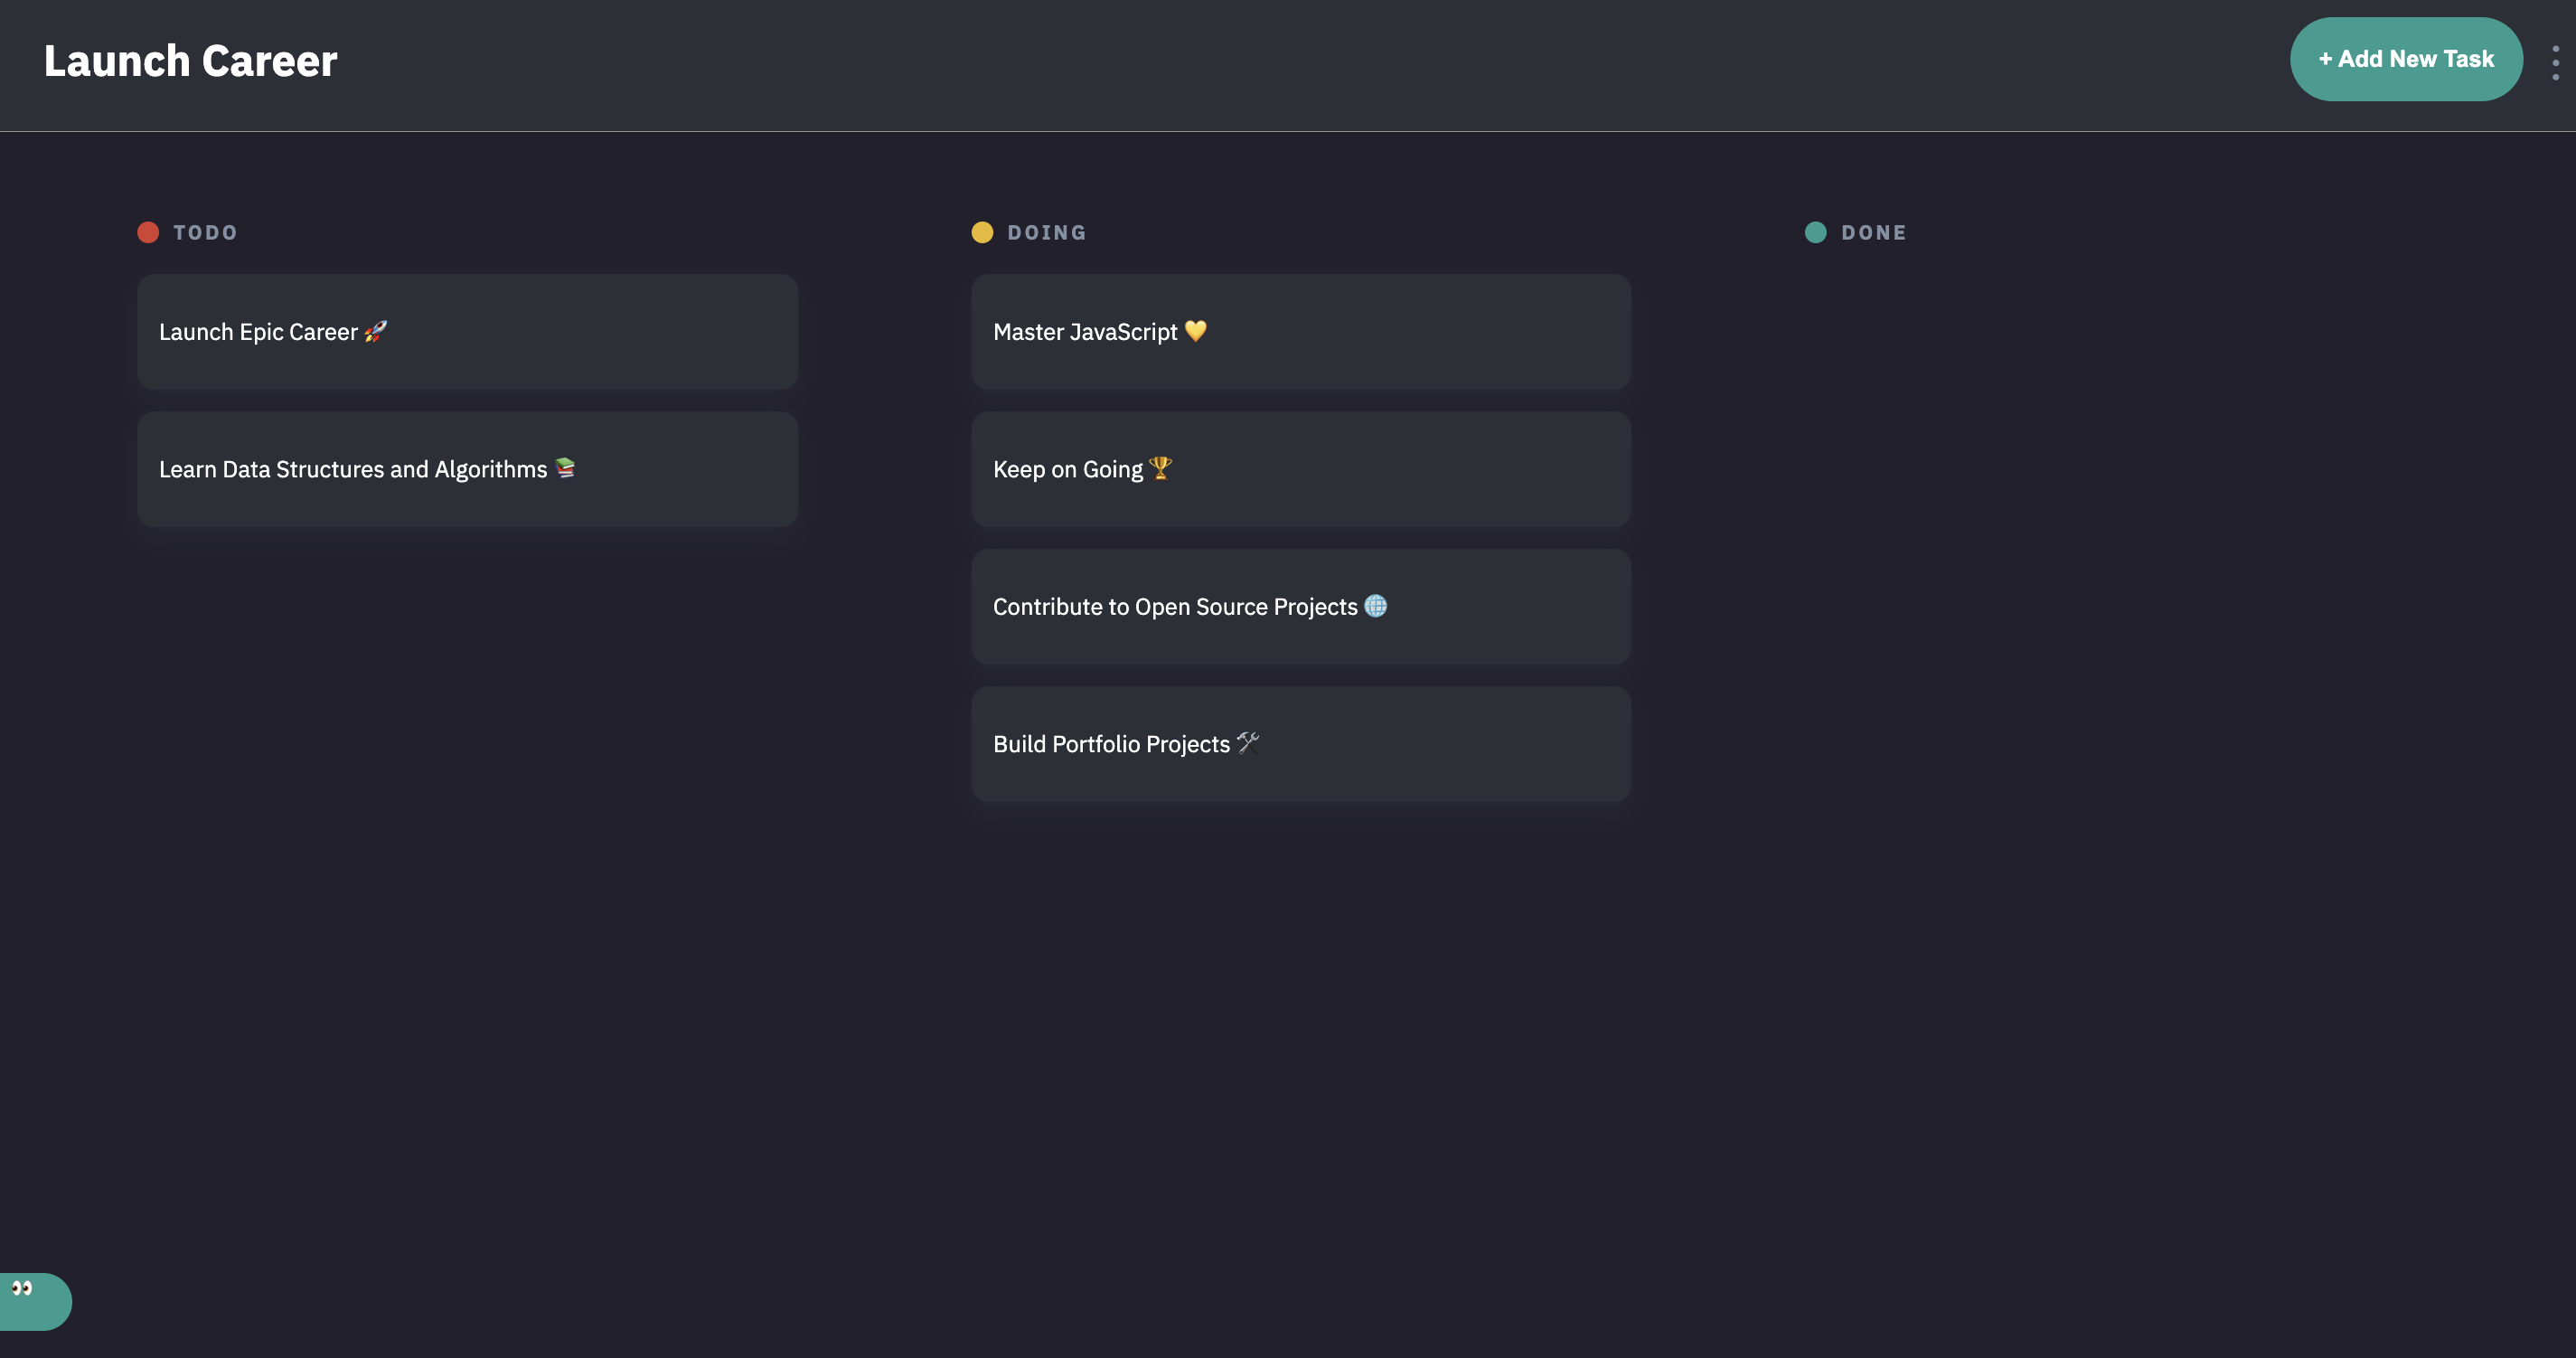 Launch Career
+ Add New Task
TODO
Launch Epic Career 🚀
Learn Data Structures and Algorithms 📚
DOING
Master JavaScript 💛
Keep on Going 🏆
Contribute to Open Source Projects 🌐
Build Portfolio Projects 🛠
DONE
👀